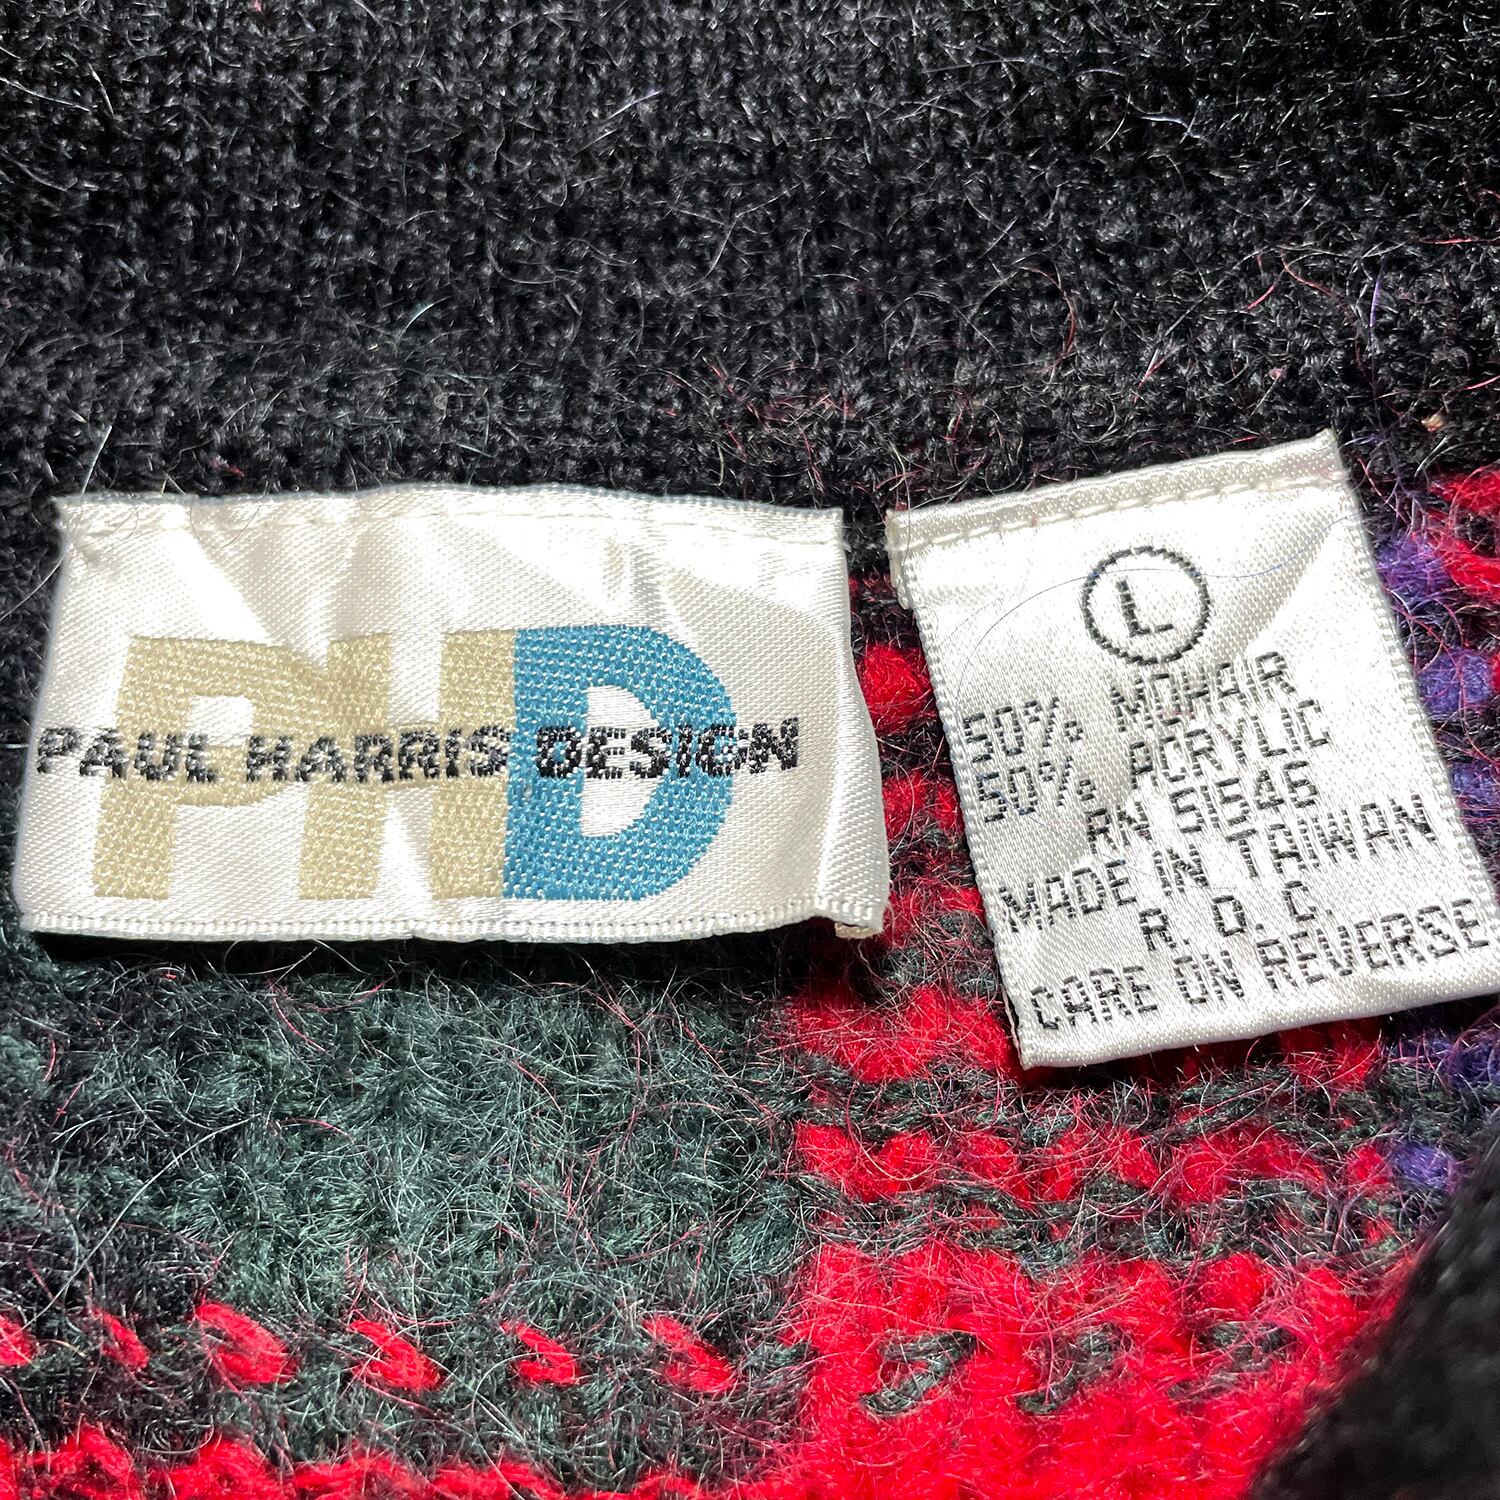 PHD
PAUL HARRIS DESIGN
L
50% MOHAIR
50% ACRYLIC
RN 51546
MADE IN TAIWAN
R. O. C.
CARE ON REVERSE